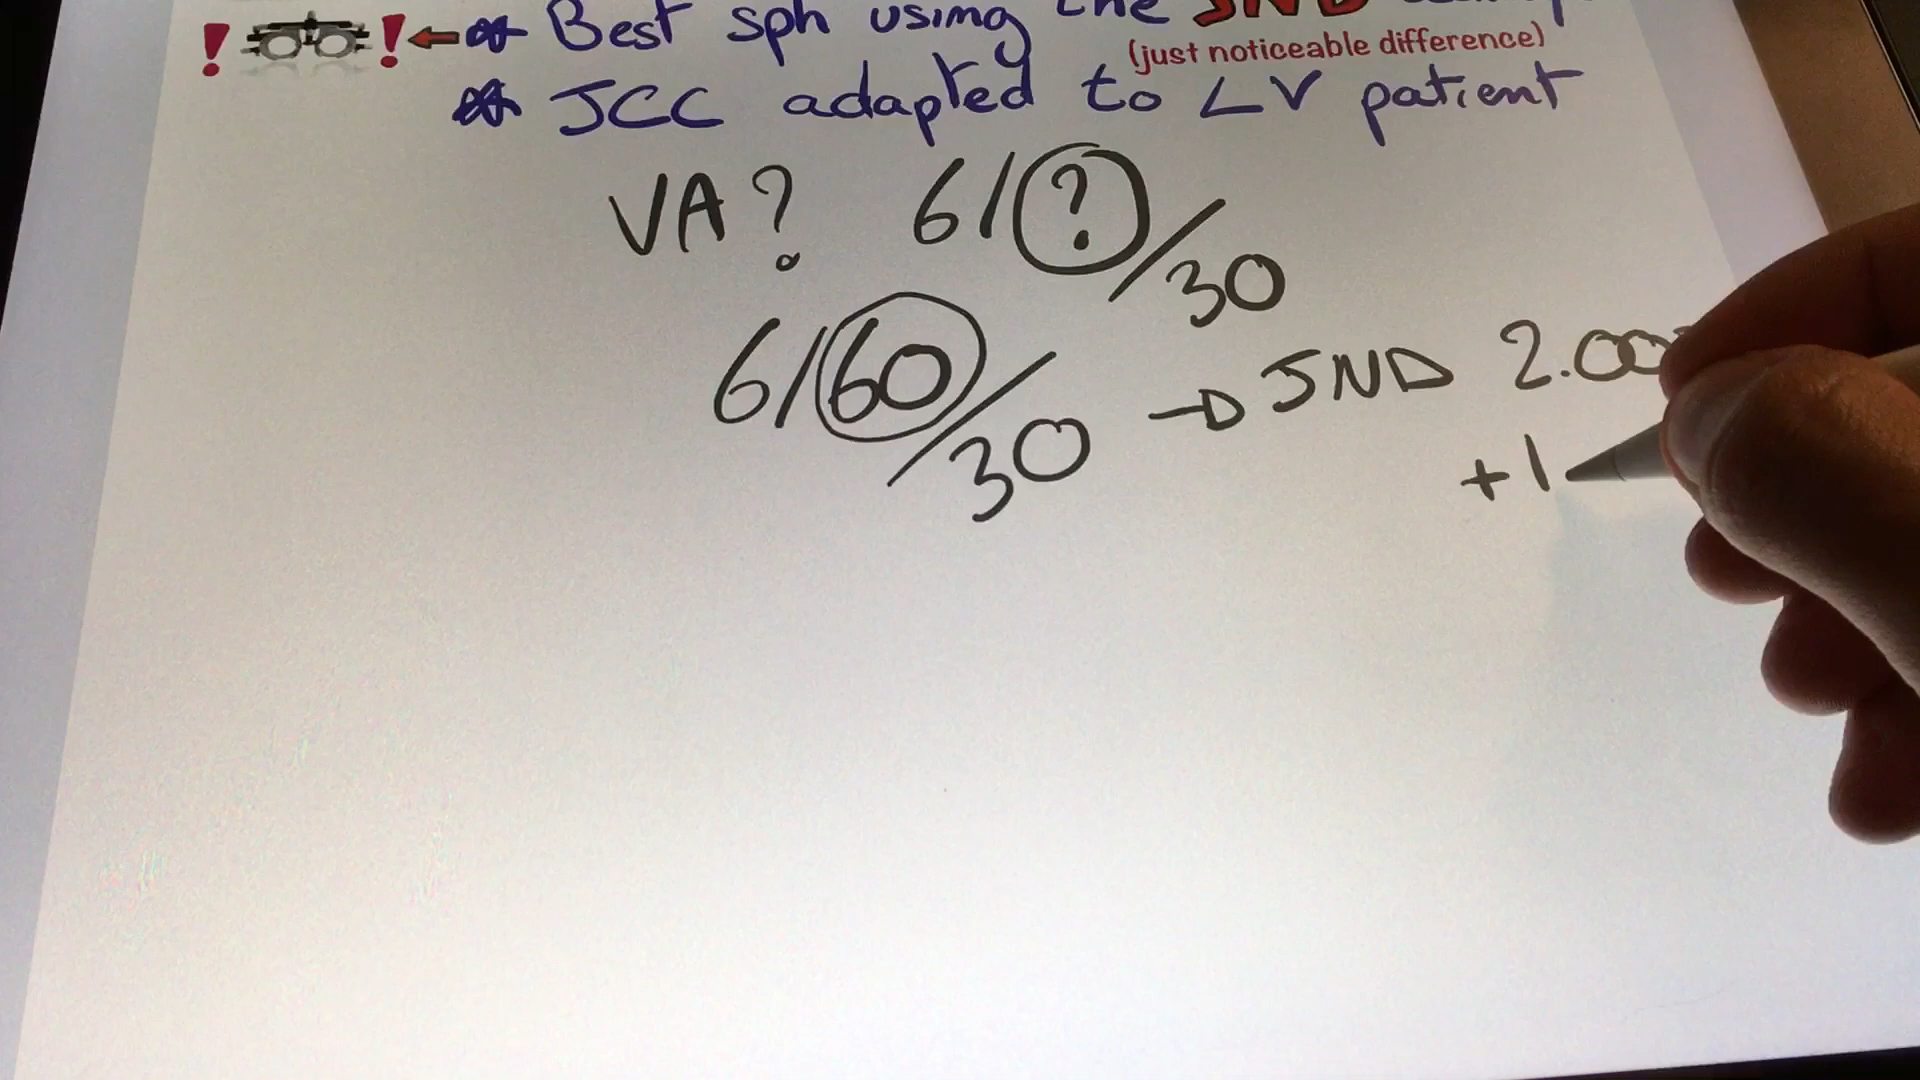 ! ! Best sph using the JND
(just noticeable difference)
JCC adapted to LV patient
VA? 6/?/30
6/60/30 → JND 2.00
+1